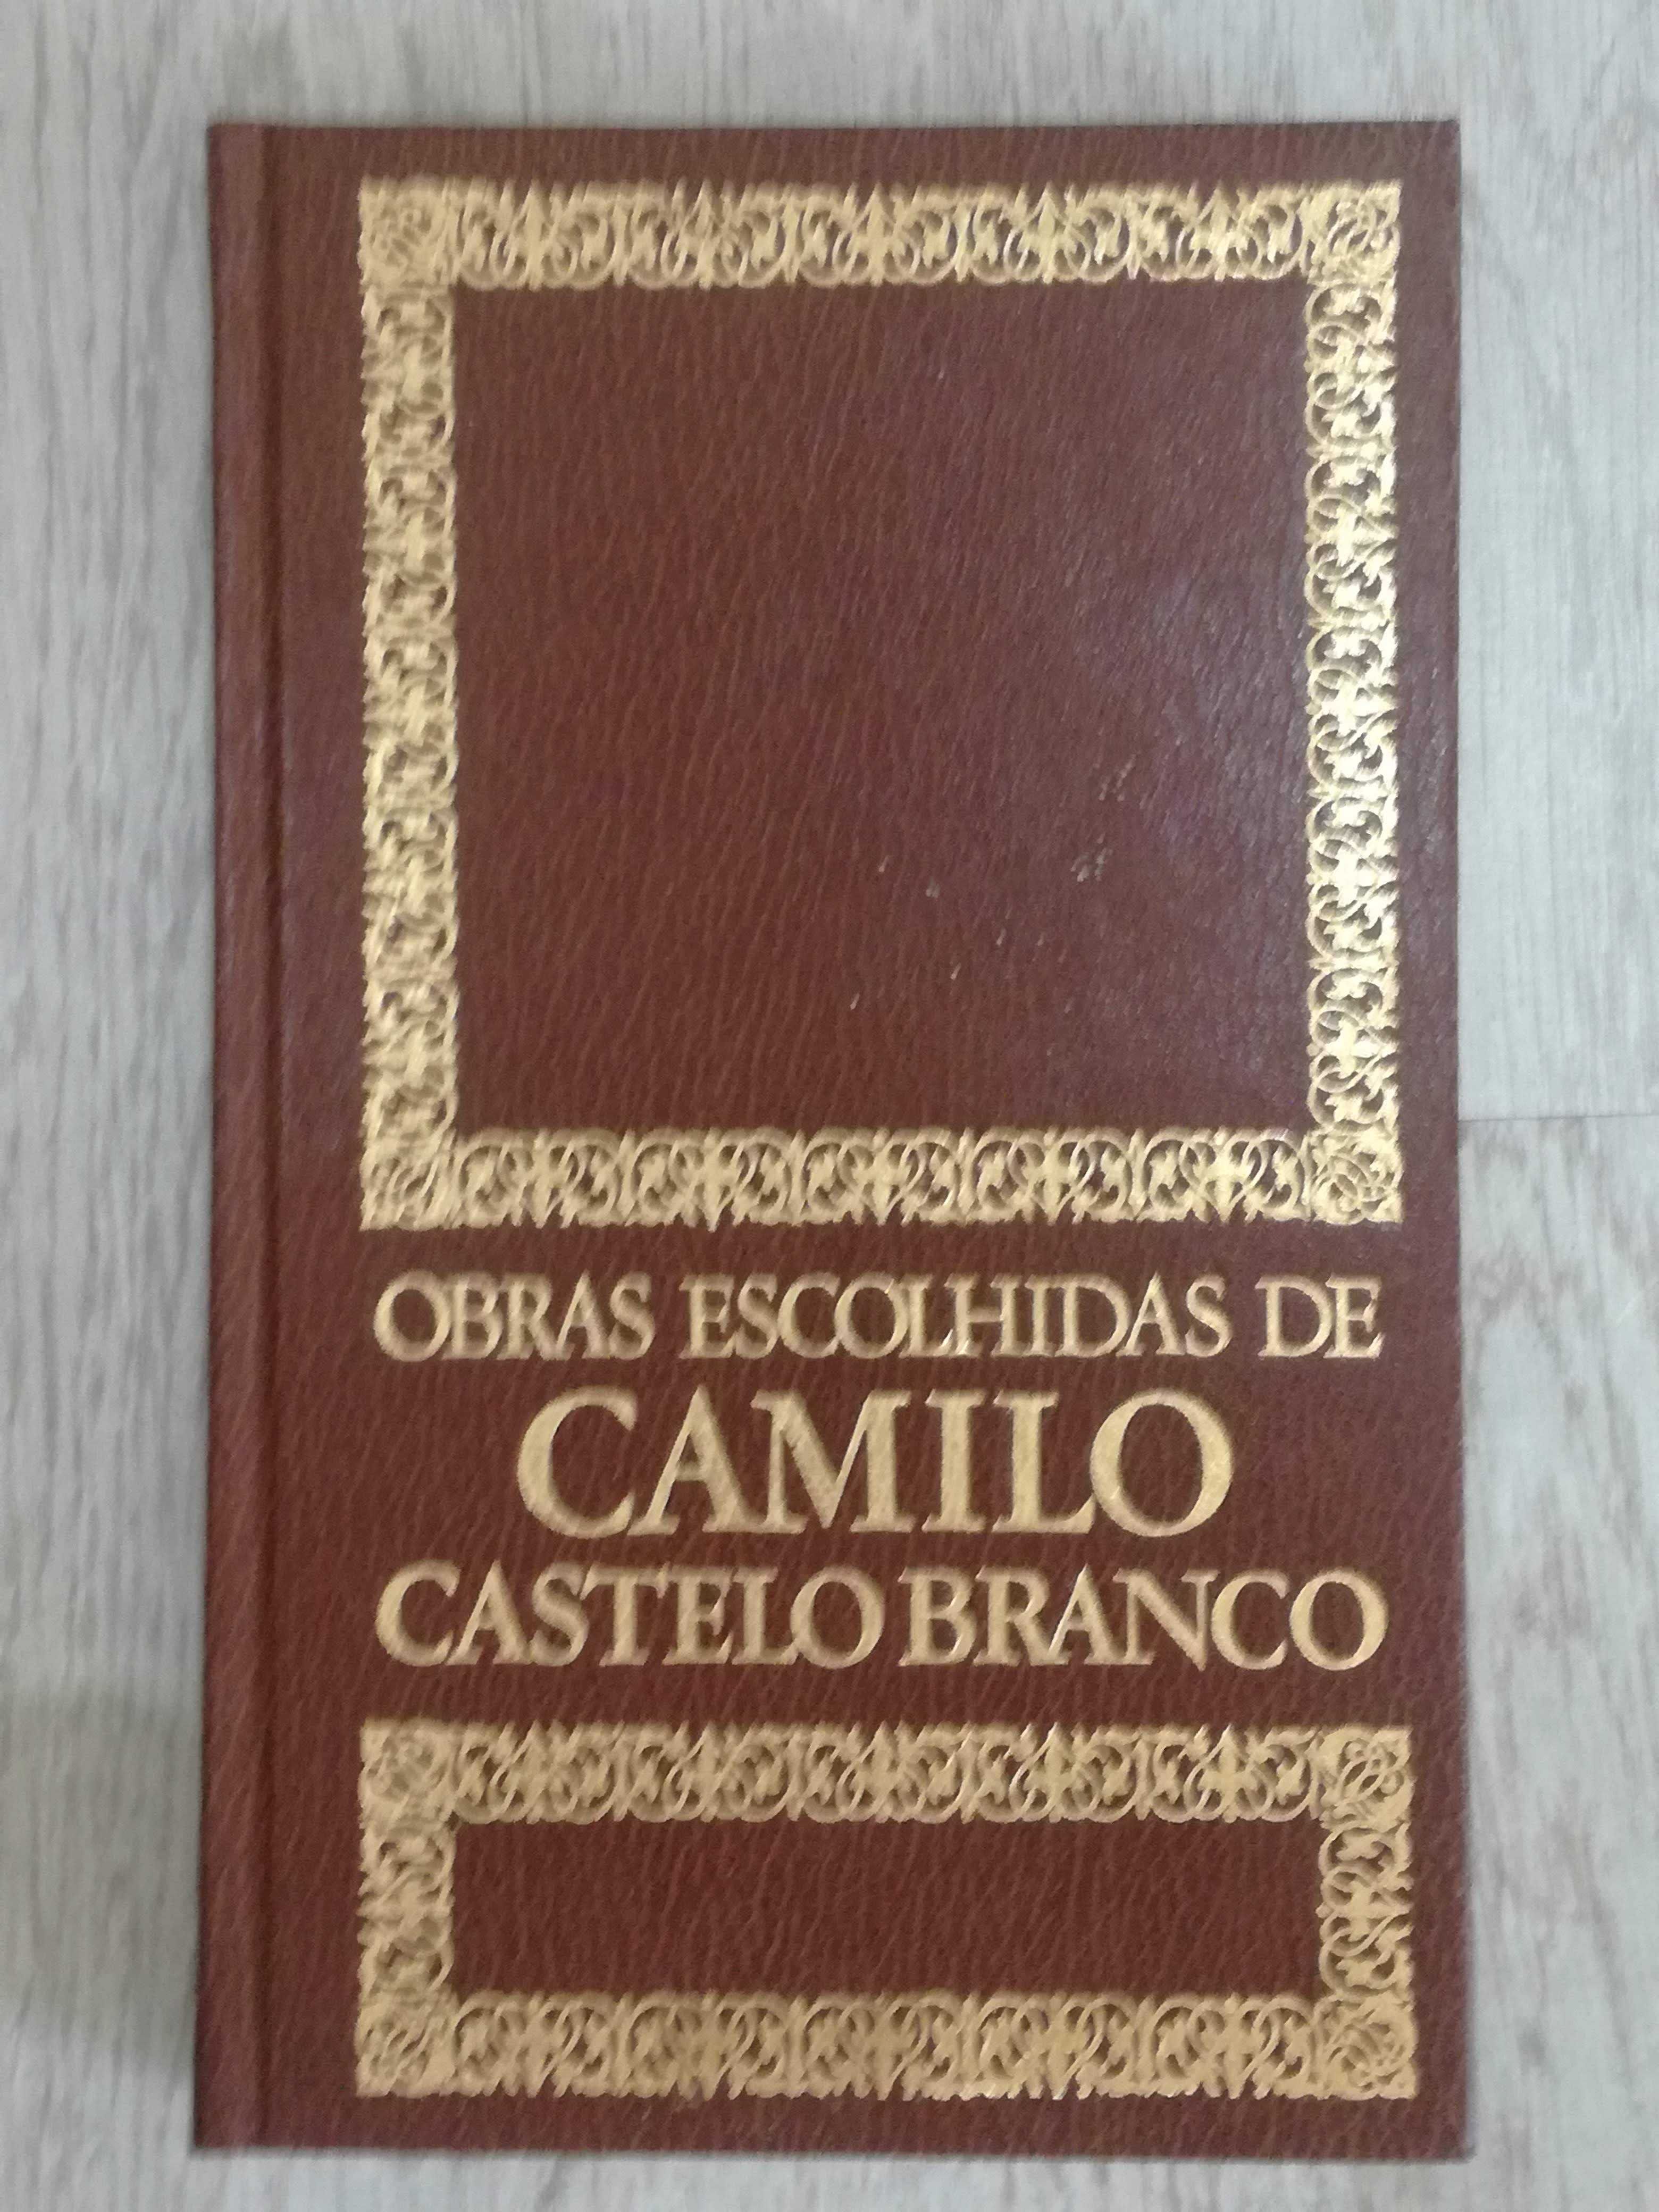 OBRAS ESCOLHIDAS DE
CAMILO
CASTELO BRANCO